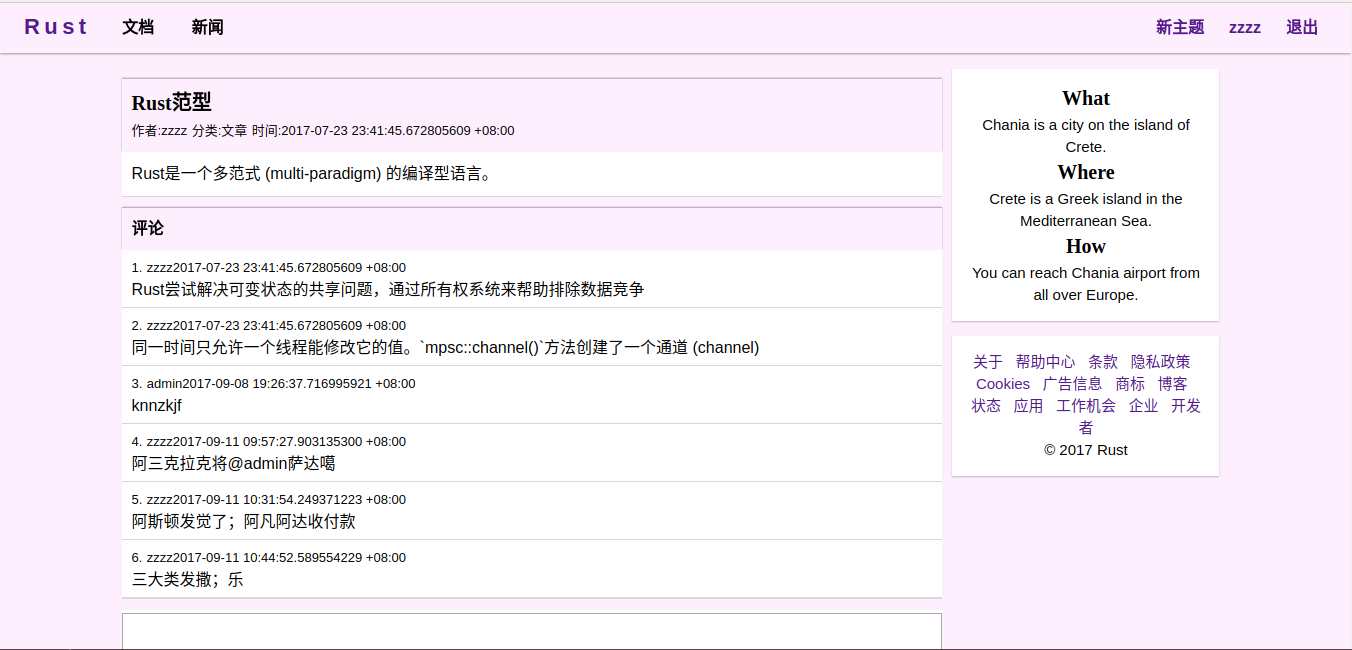 Rust 文档 新闻 新主题 zzzz 退出
Rust范型
作者:zzzz 分类:文章 时间:2017-07-23 23:41:45.672805609 +08:00
Rust是一个多范式 (multi-paradigm) 的编译型语言。
评论
1. zzzz2017-07-23 23:41:45.672805609 +08:00
Rust尝试解决可变状态的共享问题，通过所有权系统来帮助排除数据竞争
2. zzzz2017-07-23 23:41:45.672805609 +08:00
同一时间只允许一个线程能修改它的值。`mpsc::channel()`方法创建了一个通道 (channel)
3. admin2017-09-08 19:26:37.716995921 +08:00
knnzkjf
4. zzzz2017-09-11 09:57:27.903135300 +08:00
阿三克拉克将@admin萨达噶
5. zzzz2017-09-11 10:31:54.249371223 +08:00
阿斯顿发觉了；阿凡阿达收付款
6. zzzz2017-09-11 10:44:52.589554229 +08:00
三大类发撒；乐
What
Chania is a city on the island of
Crete.
Where
Crete is a Greek island in the
Mediterranean Sea.
How
You can reach Chania airport from
all over Europe.
关于 帮助中心 条款 隐私政策
Cookies 广告信息 商标 博客
状态 应用 工作机会 企业 开发
者
© 2017 Rust